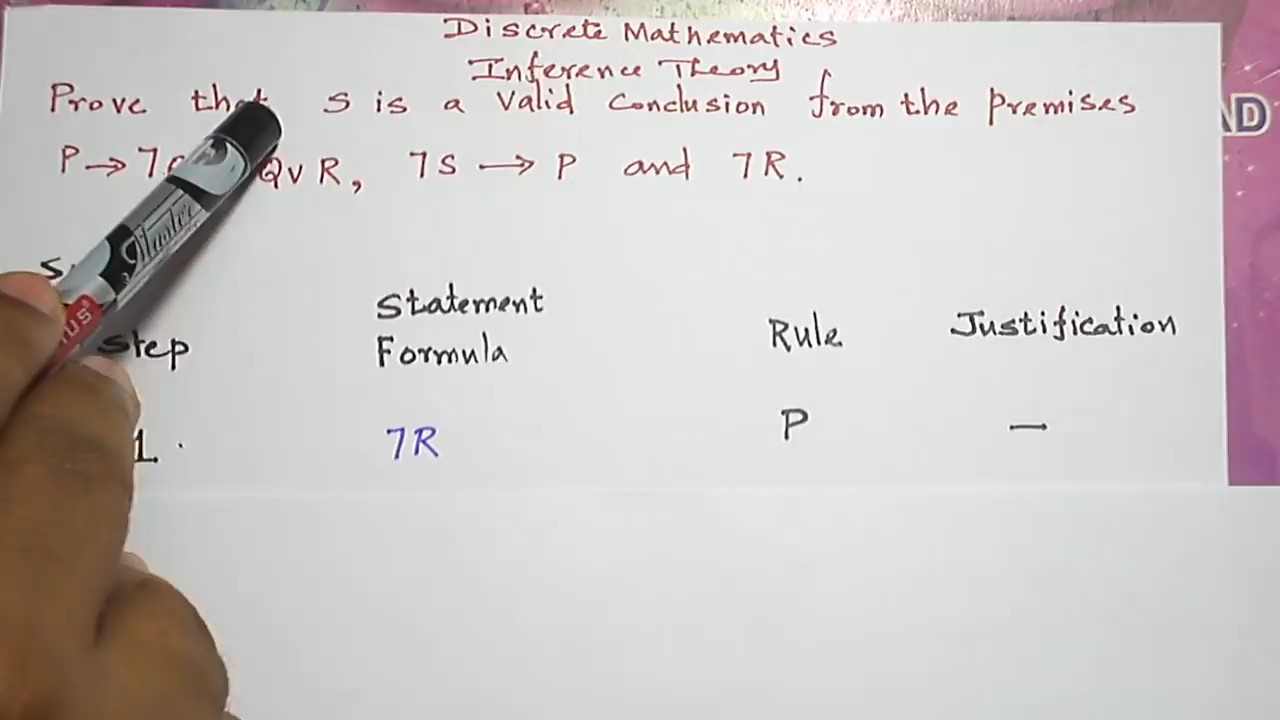 Discrete Mathematics
Inference Theory
Prove that S is a Valid Conclusion from the premises
P → 7 Q ∨ R, 7S → P and 7R.
Statement
Step Formula Rule Justification
1. 7R P —